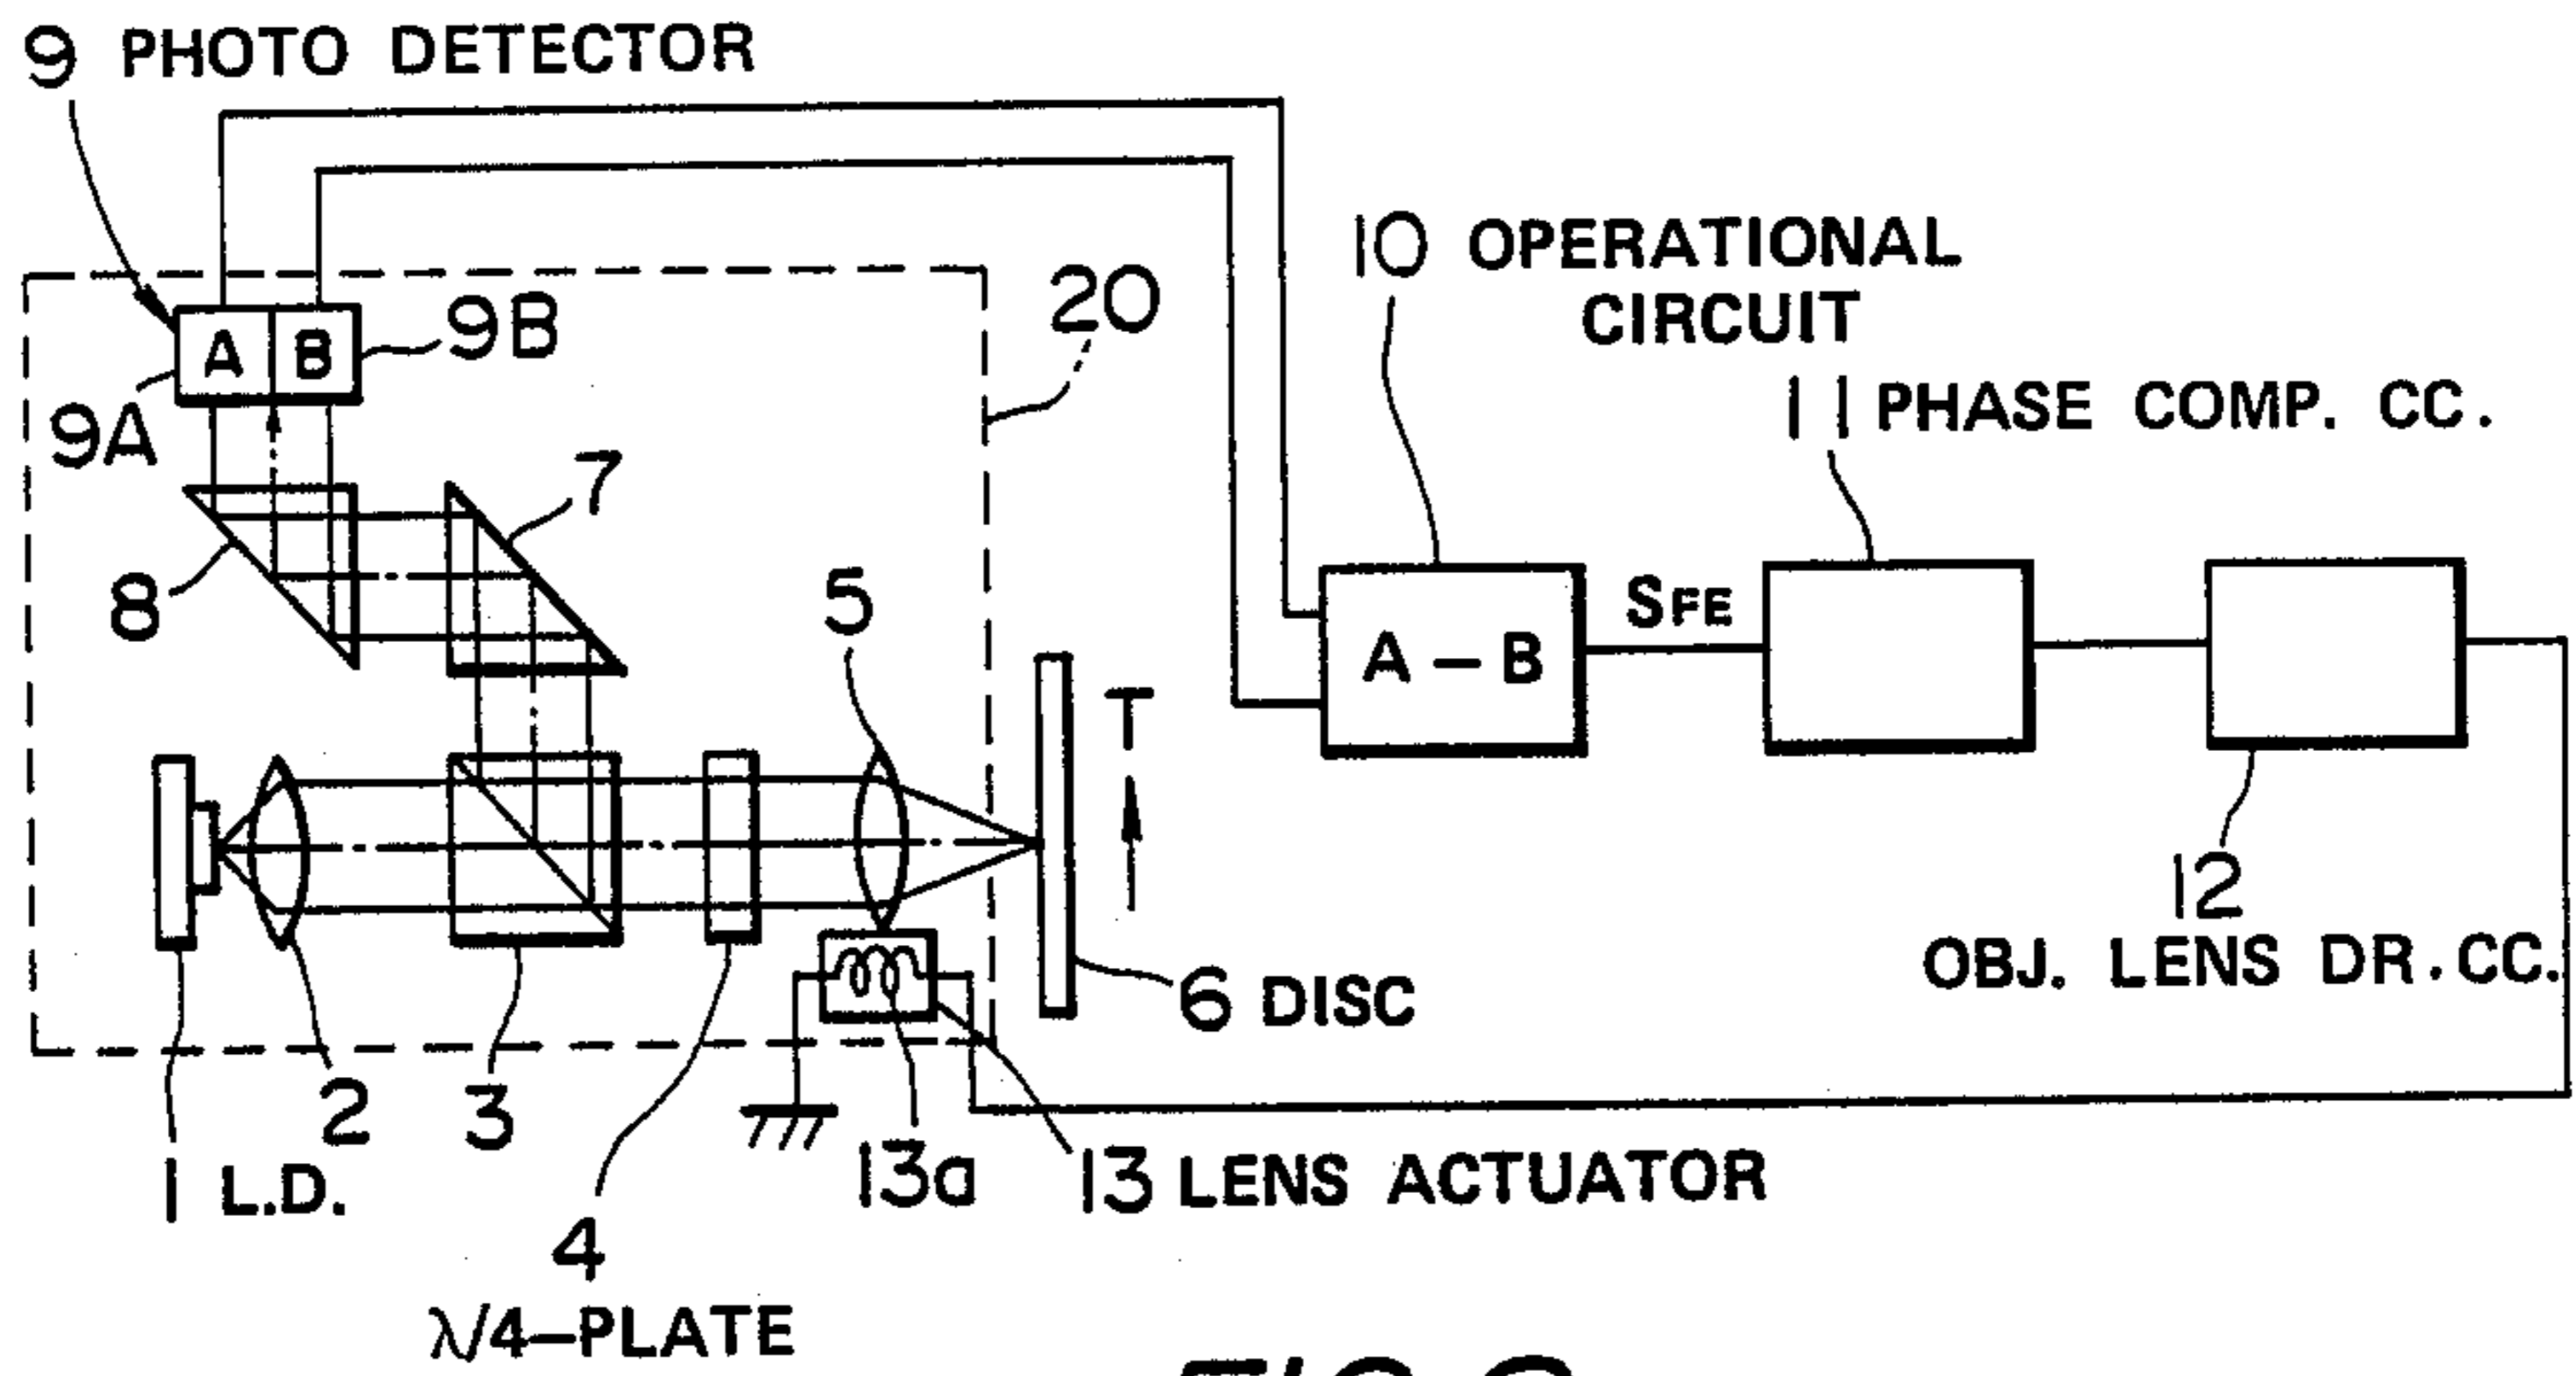 9 PHOTO DETECTOR
10 OPERATIONAL
CIRCUIT
20
A B
9B
9A
11 PHASE COMP. CC.
7
8
5
A – B
SFE
T
12
OBJ. LENS DR. CC.
6 DISC
2
3
13a
13 LENS ACTUATOR
1 L.D.
4
λ/4–PLATE